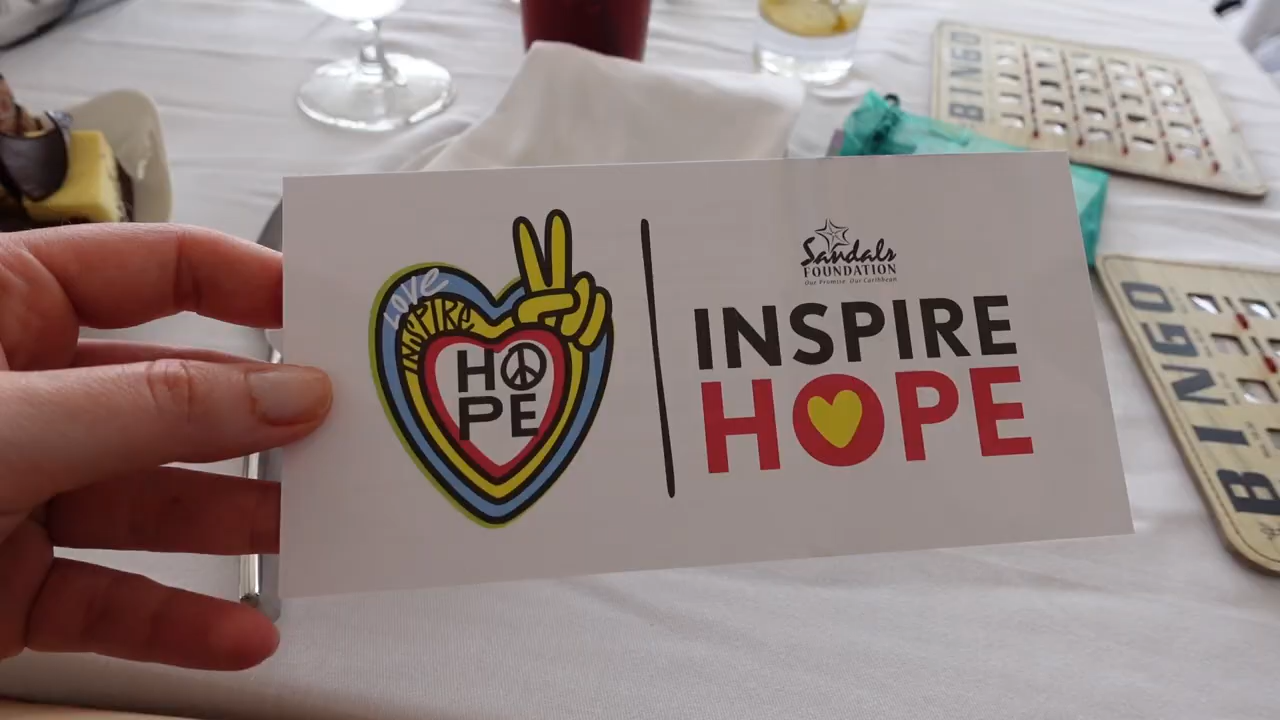 LOVE
INSPIRE
HOPE
Sandals
FOUNDATION
Our Promise Our Caribbean
INSPIRE
HOPE
BINGO
BINGO